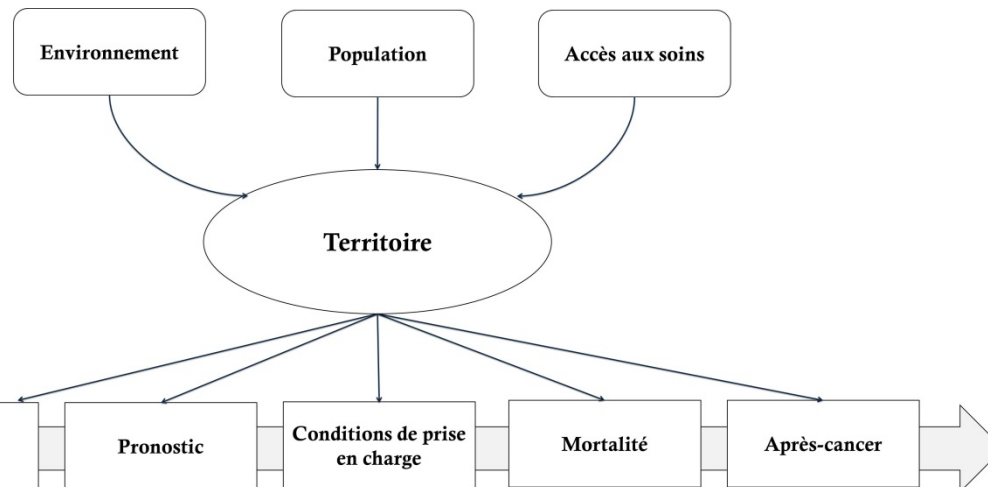 Environnement
Population
Accès aux soins
Territoire
Pronostic
Conditions de prise
en charge
Mortalité
Après-cancer